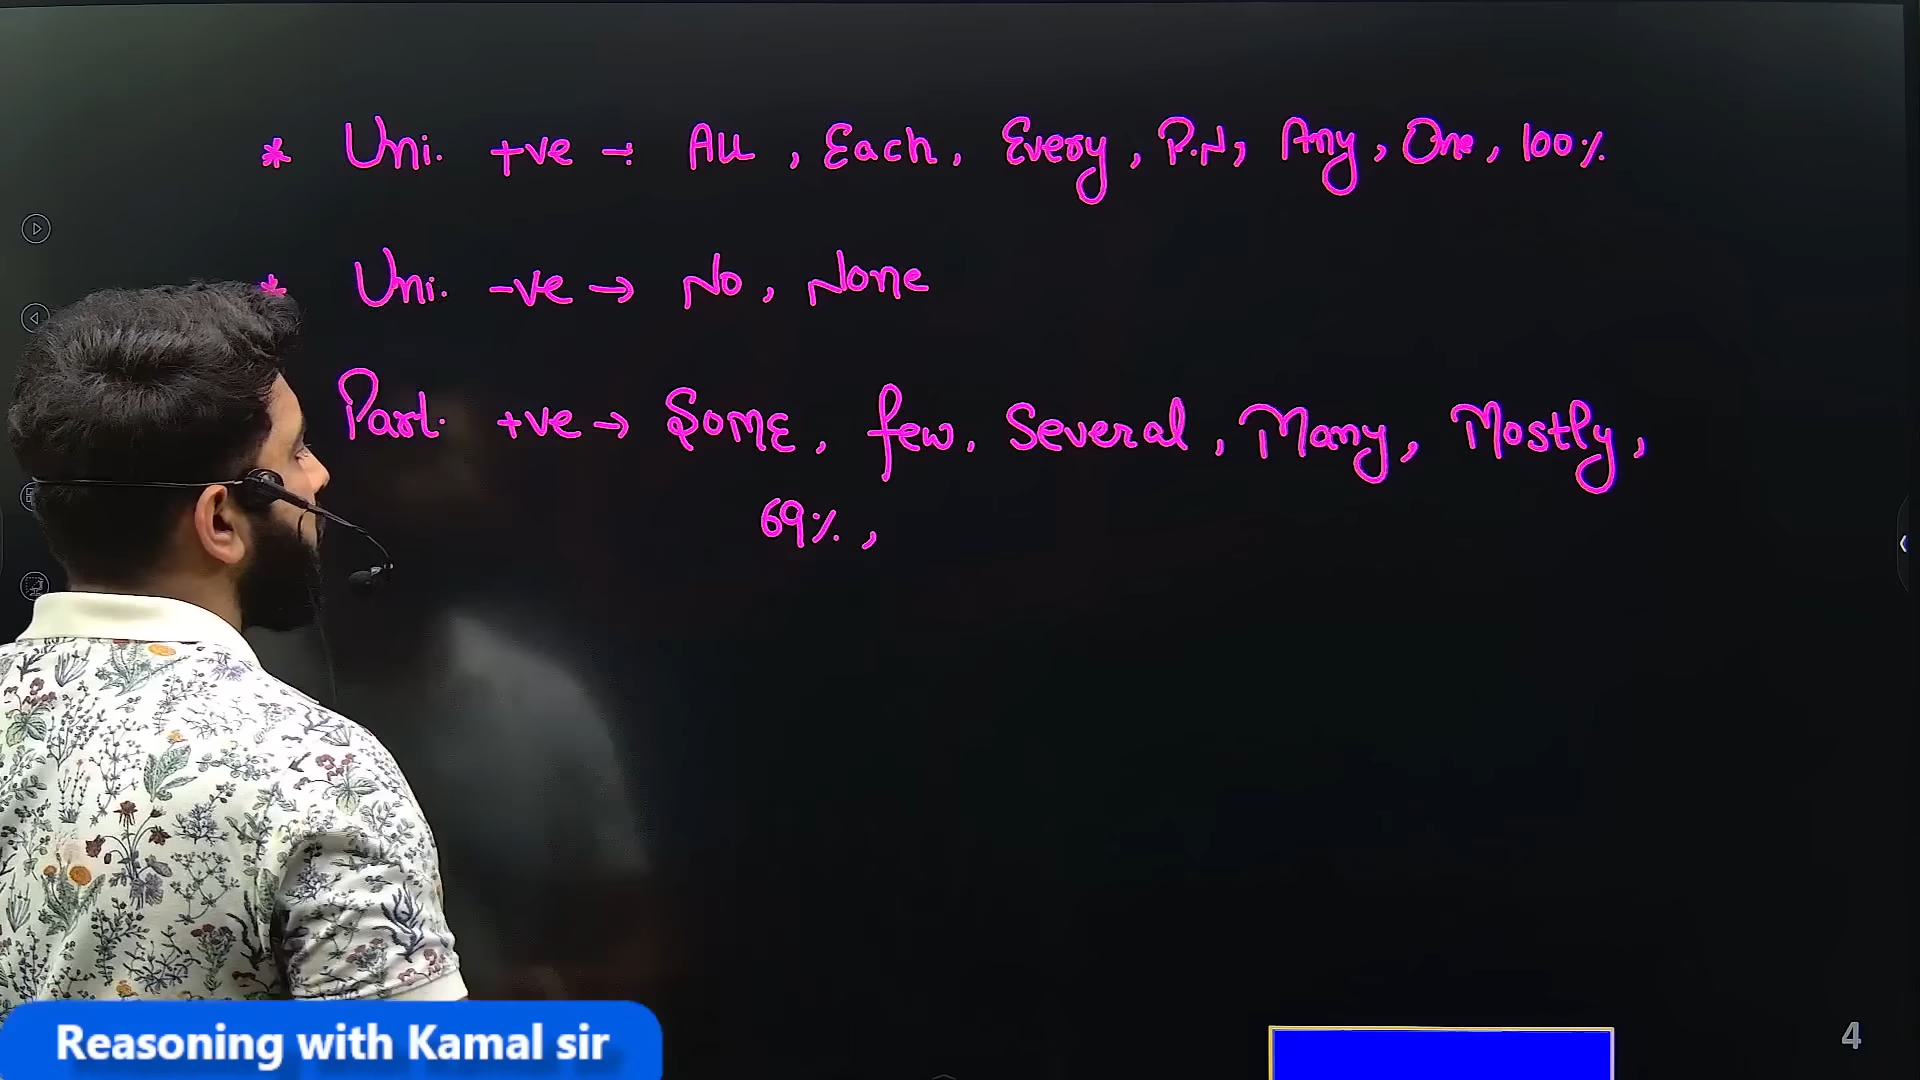 * Uni. +ve → All, Each, Every, P.N, Any, One, 100%
* Uni. -ve → No, None
Part. +ve → Some, few, Several, Many, Mostly,
69%,
Reasoning with Kamal sir
4